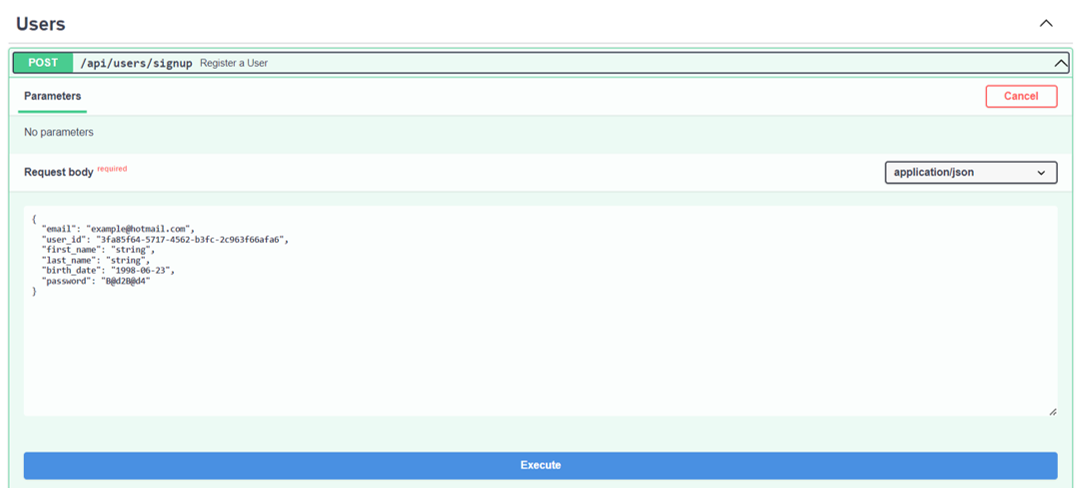 Users
POST /api/users/signup Register a User
Parameters
Cancel
No parameters
Request body required
application/json
{
"email": "example@hotmail.com",
"user_id": "3fa85f64-5717-4562-b3fc-2c963f66afa6",
"first_name": "string",
"last_name": "string",
"birth_date": "1998-06-23",
"password": "B@d2B@d4"
}
Execute